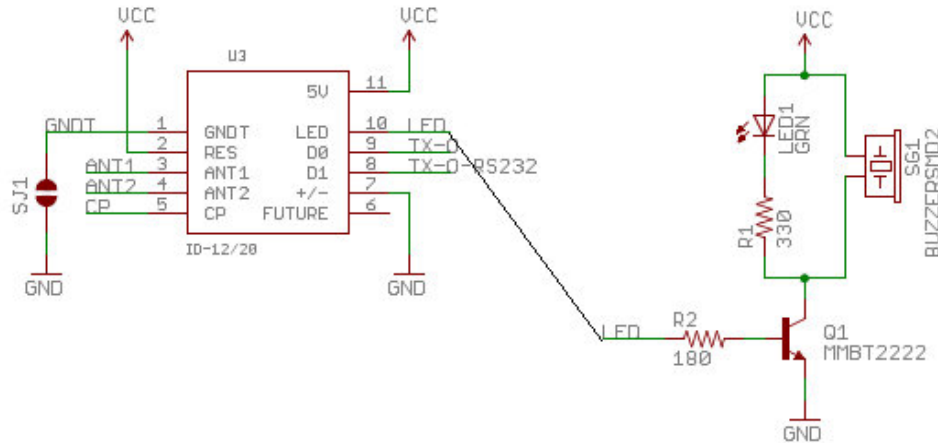 VCC
VCC
VCC
U3
5V 11
GNDT 1 GNDT LED 10 LED
2 RES D0 9 TX-O
ANT1 3 ANT1 D1 8 TX-O-RS232
ANT2 4 ANT2 +/- 7
CP 5 CP FUTURE 6
SJ1
ID-12/20
GND
GND
LED1
GRN
SG1
BUZZERSMD2
R1
330
LED
R2
180
Q1
MMBT2222
GND